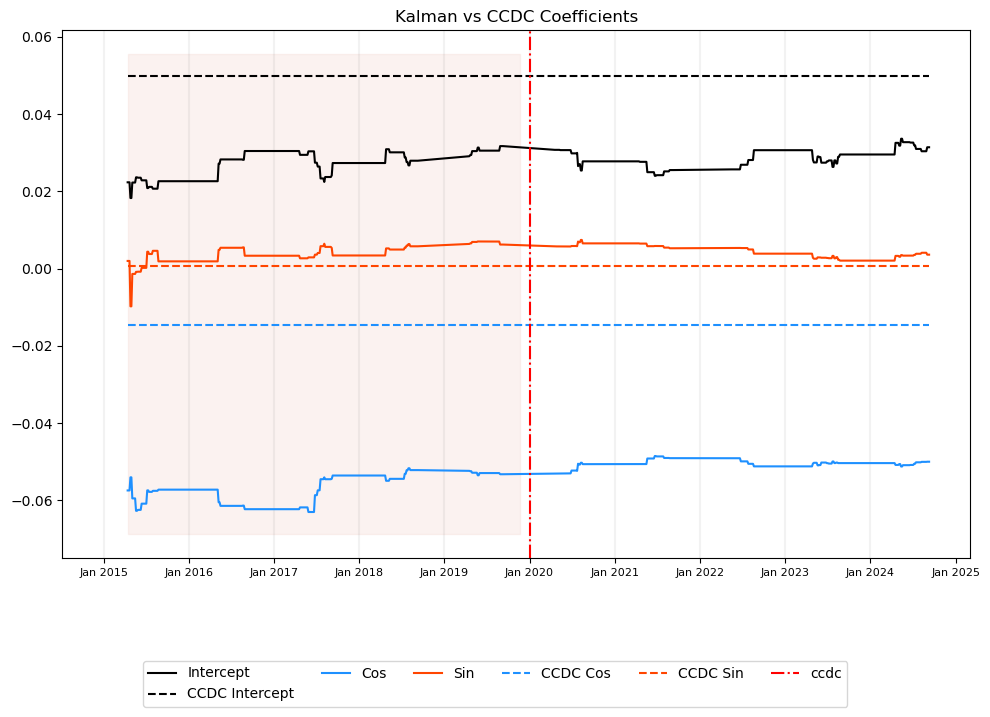 Kalman vs CCDC Coefficients
0.06
0.04
0.02
0.00
−0.02
−0.04
−0.06
Jan 2015 Jan 2016 Jan 2017 Jan 2018 Jan 2019 Jan 2020 Jan 2021 Jan 2022 Jan 2023 Jan 2024 Jan 2025
Intercept Cos Sin CCDC Cos CCDC Sin ccdc
CCDC Intercept